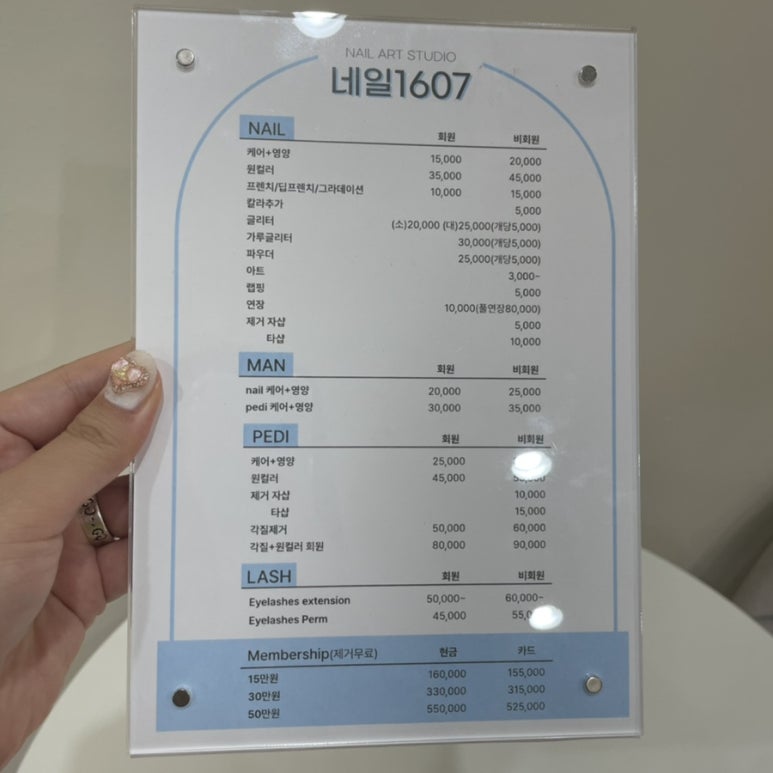 NAIL ART STUDIO
네일1607
NAIL 회원 비회원
케어+영양 15,000 20,000
원컬러 35,000 45,000
프렌치/딥프렌치/그라데이션 10,000 15,000
칼라추가 5,000
글리터 (소)20,000 (대)25,000(개당5,000)
가루글리터 30,000(개당5,000)
파우더 25,000(개당5,000)
아트 3,000~
랩핑 5,000
연장 10,000(풀연장80,000)
제거 자샵 5,000
타샵 10,000
MAN 회원 비회원
nail 케어+영양 20,000 25,000
pedi 케어+영양 30,000 35,000
PEDI 회원 비회원
케어+영양 25,000
원컬러 45,000
제거 자샵 10,000
타샵 15,000
각질제거 50,000 60,000
각질+원컬러 회원 80,000 90,000
LASH 회원 비회원
Eyelashes extension 50,000~ 60,000~
Eyelashes Perm 45,000
Membership(제거무료) 현금 카드
15만원 160,000 155,000
30만원 330,000 315,000
50만원 550,000 525,000